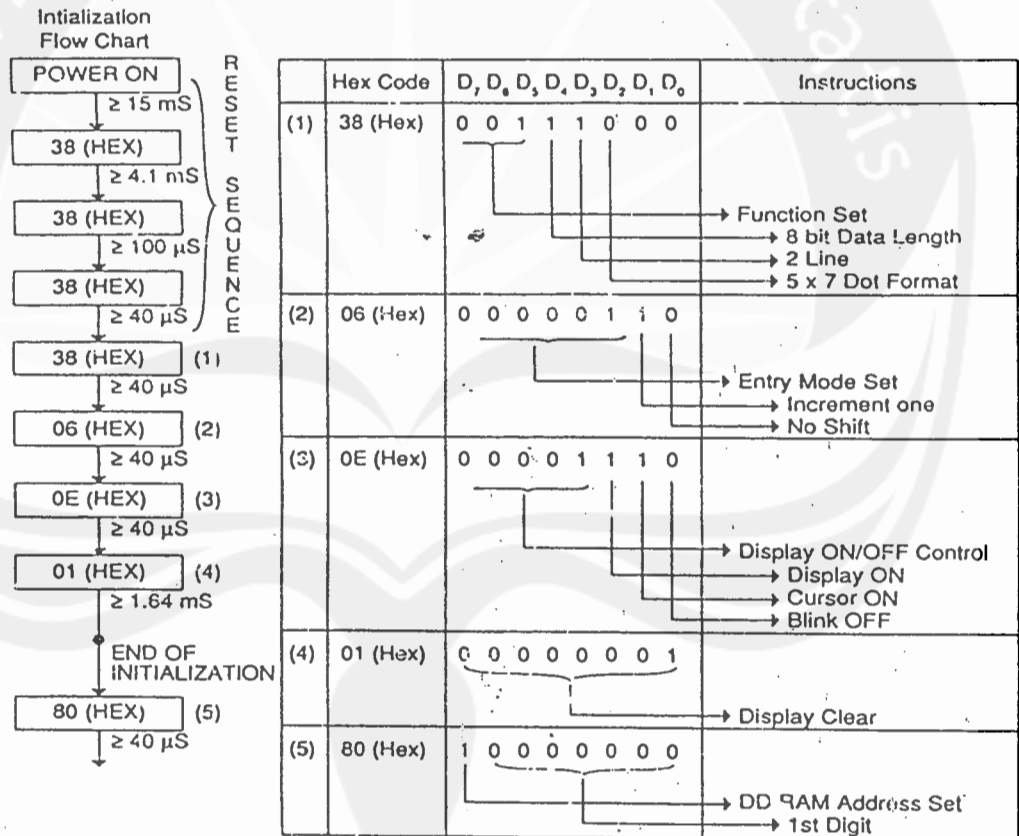 Intialization
Flow Chart
POWER ON
≥ 15 mS
38 (HEX)
≥ 4.1 mS
38 (HEX)
≥ 100 µS
38 (HEX)
≥ 40 µS
RESET SEQUENCE
38 (HEX) (1)
≥ 40 µS
06 (HEX) (2)
≥ 40 µS
0E (HEX) (3)
≥ 40 µS
01 (HEX) (4)
≥ 1.64 mS
END OF
INITIALIZATION
80 (HEX) (5)
≥ 40 µS
Hex Code D₇ D₆ D₅ D₄ D₃ D₂ D₁ D₀ Instructions
(1) 38 (Hex) 0 0 1 1 1 0 0 0
Function Set
8 bit Data Length
2 Line
5 x 7 Dot Format
(2) 06 (Hex) 0 0 0 0 0 1 1 0
Entry Mode Set
Increment one
No Shift
(3) 0E (Hex) 0 0 0 0 1 1 1 0
Display ON/OFF Control
Display ON
Cursor ON
Blink OFF
(4) 01 (Hex) 0 0 0 0 0 0 0 1
Display Clear
(5) 80 (Hex) 1 0 0 0 0 0 0 0
DD RAM Address Set
1st Digit